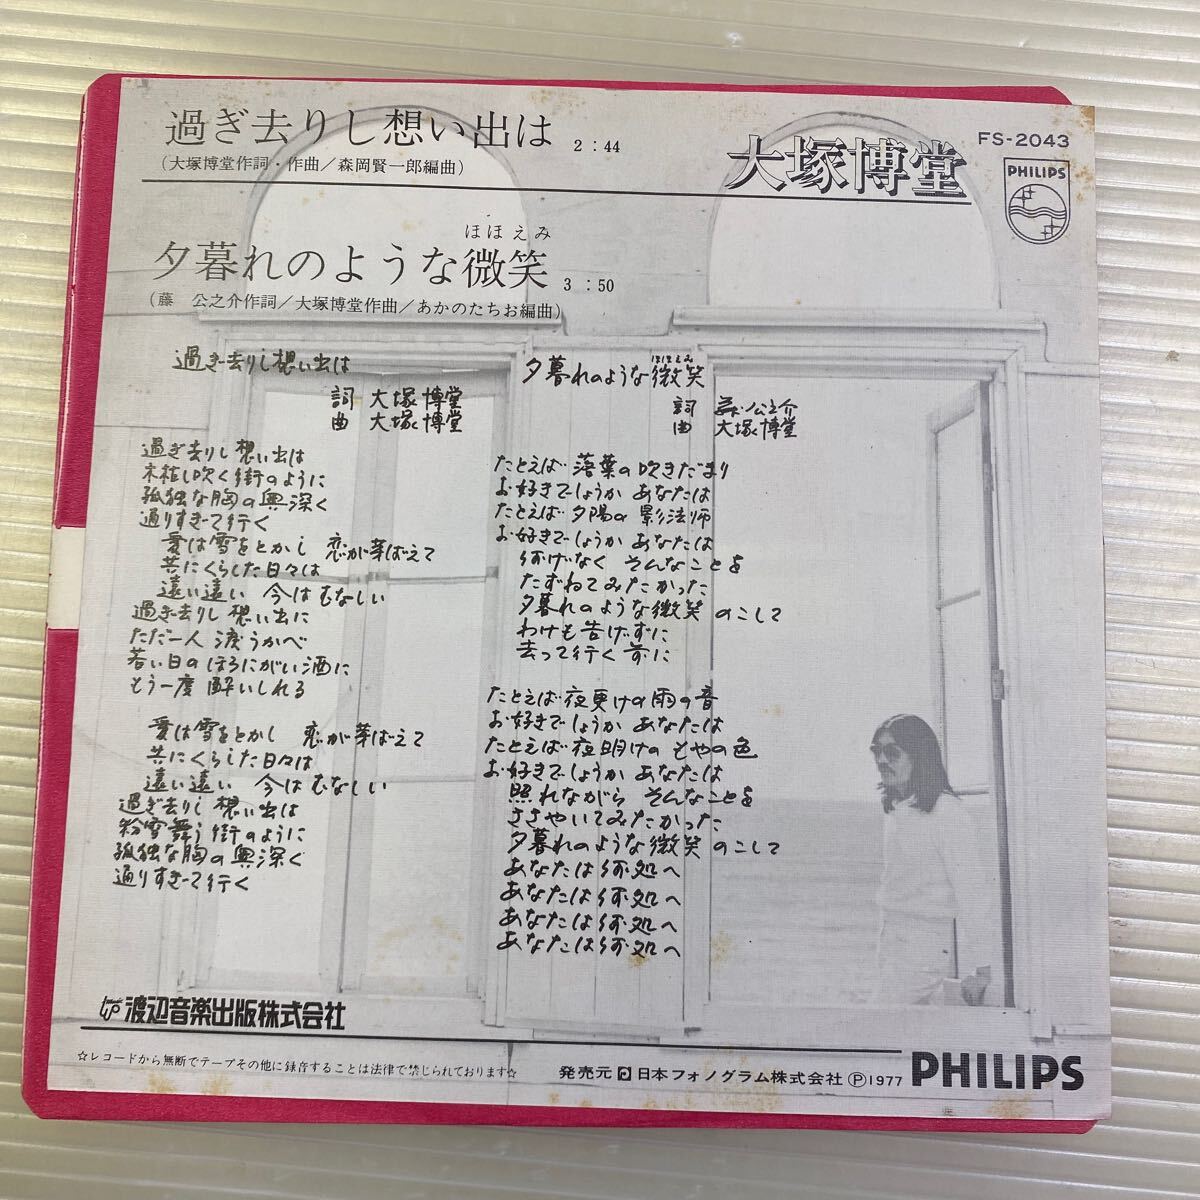 過ぎ去りし想い出は 2:44
(大塚博堂作詞・作曲/森岡賢一郎編曲)
大塚博堂
FS-2043
PHILIPS
ほほえみ
夕暮れのような微笑 3:50
(藤 公之介作詞/大塚博堂作曲/あかのたちお編曲)
過ぎ去りし想い出は
詞 大塚博堂
曲 大塚博堂
過ぎ去りし 想い出は
木枯し吹く街のように
孤独な胸の奥深く
通りすぎて行く
愛は雪をとかし 恋が芽ばえて
共にくらした日々は
遠い遠い 今はむなしい
過ぎ去りし 想い出に
ただ一人 涙うかべ
若い日の ほろにがい酒に
もう一度 酔いしれる
愛は雪をとかし 恋が芽ばえて
共にくらした日々は
遠い遠い 今はむなしい
過ぎ去りし 想い出は
粉雪舞う 街のように
孤独な胸の奥深く
通りすぎて行く
ほほえみ
夕暮れのような微笑
詞 藤 公之介
曲 大塚博堂
たとえば 落葉の吹きだまり
お好きでしょうか あなたは
たとえば 夕陽の影法師
お好きでしょうか あなたは
何げなく そんなことを
たずねてみたかった
夕暮れのような微笑 のこして
わけも告げずに
去って行く前に
たとえば 夜更けの雨の音
お好きでしょうか あなたは
たとえば 夜明けの もやの色
お好きでしょうか あなたは
照れながら そんなことを
ささやいてみたかった
夕暮れのような微笑 のこして
あなたは何処へ
あなたは何処へ
あなたは何処へ
あなたは何処へ
渡辺音楽出版株式会社
☆レコードから無断でテープその他に録音することは法律で禁じられております☆
発売元 日本フォノグラム株式会社 Ⓟ1977 PHILIPS